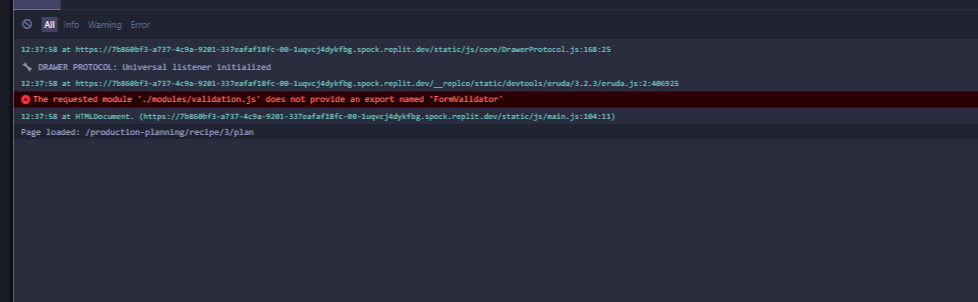 All Info Warning Error
12:37:58 at https://7b860bf3-a737-4c9a-9201-337eafaf18fc-00-1uqvcj4dykfbg.spock.replit.dev/static/js/core/DrawerProtocol.js:168:25
🔧 DRAWER PROTOCOL: Universal listener initialized
12:37:58 at https://7b860bf3-a737-4c9a-9201-337eafaf18fc-00-1uqvcj4dykfbg.spock.replit.dev/__replco/static/devtools/eruda/3.2.3/eruda.js:2:406925
The requested module './modules/validation.js' does not provide an export named 'FormValidator'
12:37:58 at HTMLDocument. (https://7b860bf3-a737-4c9a-9201-337eafaf18fc-00-1uqvcj4dykfbg.spock.replit.dev/static/js/main.js:104:11)
Page loaded: /production-planning/recipe/3/plan